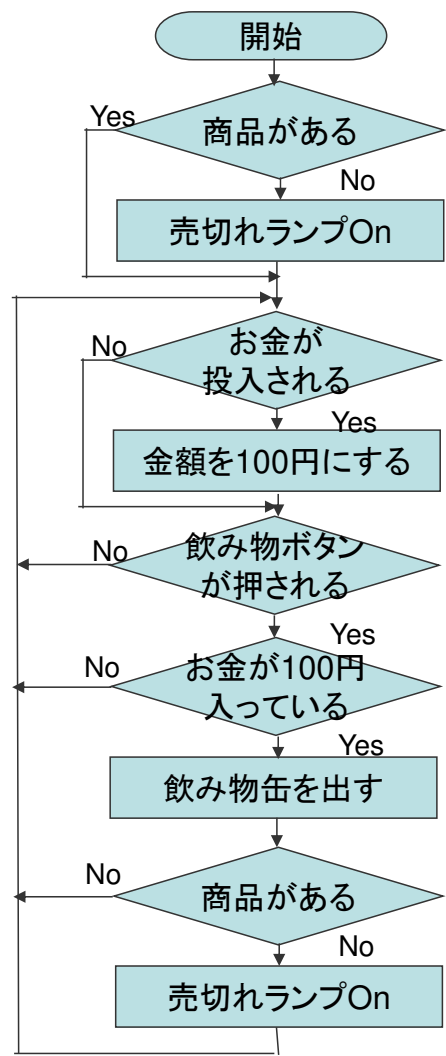 開始
Yes
商品がある
No
売切れランプOn
No
お金が
投入される
Yes
金額を100円にする
No
飲み物ボタン
が押される
Yes
No
お金が100円
入っている
Yes
飲み物缶を出す
No
商品がある
No
売切れランプOn